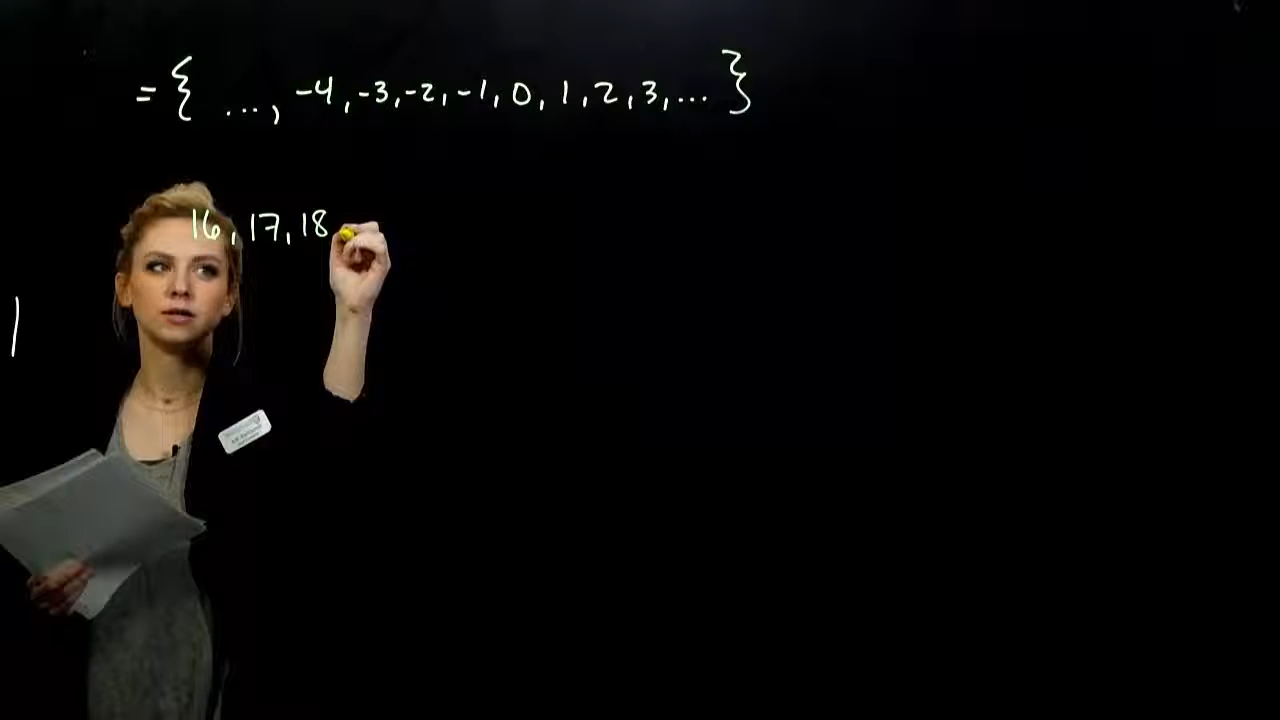 = { ..., -4, -3, -2, -1, 0, 1, 2, 3, ... }
16, 17, 18
|